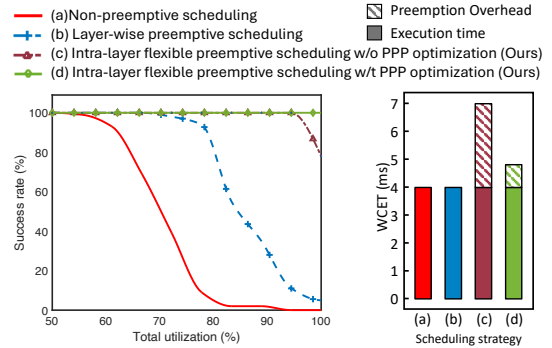 (a)Non-preemptive scheduling
(b) Layer-wise preemptive scheduling
(c) Intra-layer flexible preemptive scheduling w/o PPP optimization (Ours)
(d) Intra-layer flexible preemptive scheduling w/t PPP optimization (Ours)
Preemption Overhead
Execution time
Success rate (%)
100
80
60
40
20
0
50 60 70 80 90 100
Total utilization (%)
WCET (ms)
7
6
5
4
3
2
1
0
(a) (b) (c) (d)
Scheduling strategy